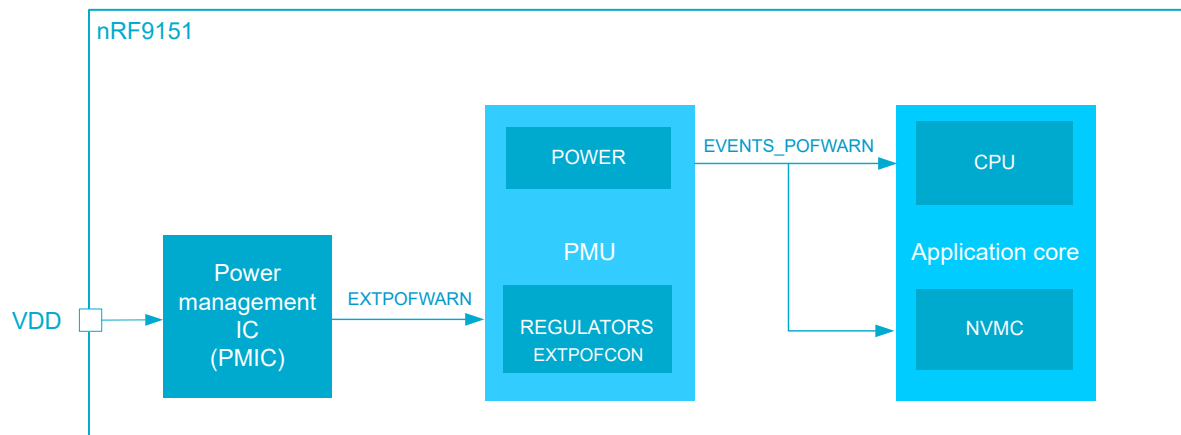 nRF9151
VDD
Power
management
IC
(PMIC)
EXTPOFWARN
POWER
PMU
REGULATORS
EXTPOFCON
EVENTS_POFWARN
CPU
Application core
NVMC